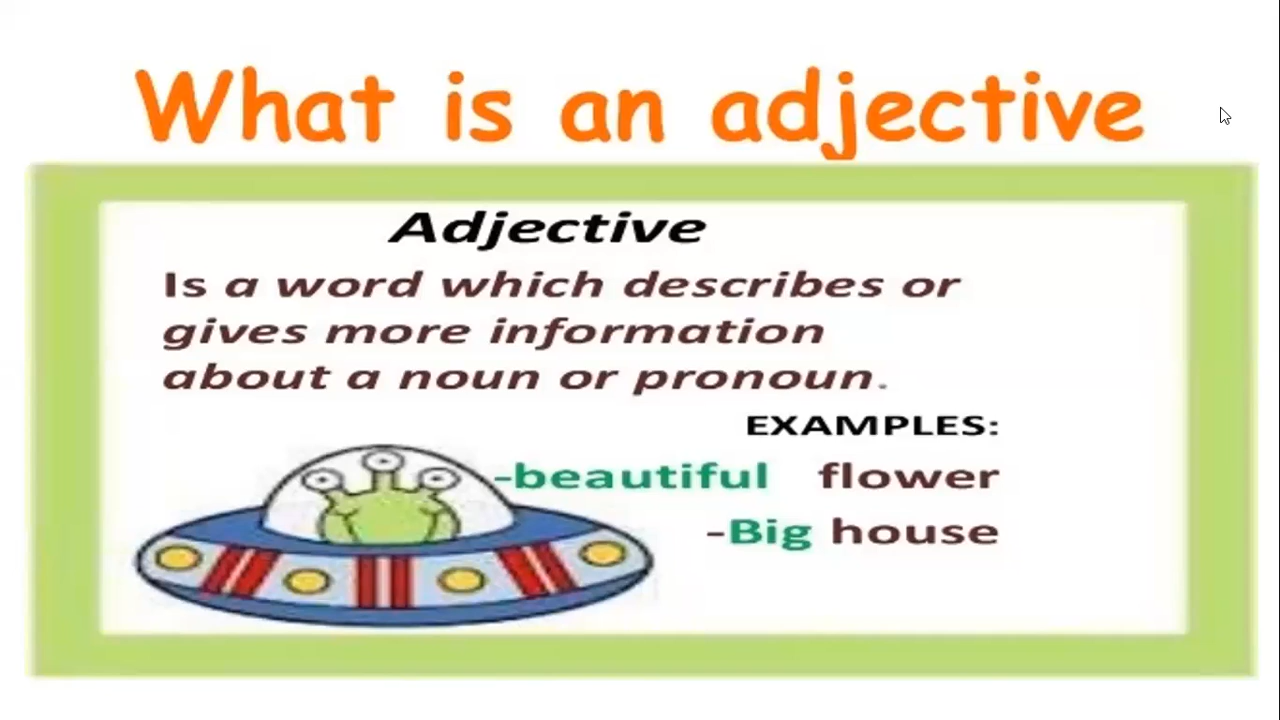 What is an adjective
Adjective
Is a word which describes or
gives more information
about a noun or pronoun.
EXAMPLES:
-beautiful flower
-Big house